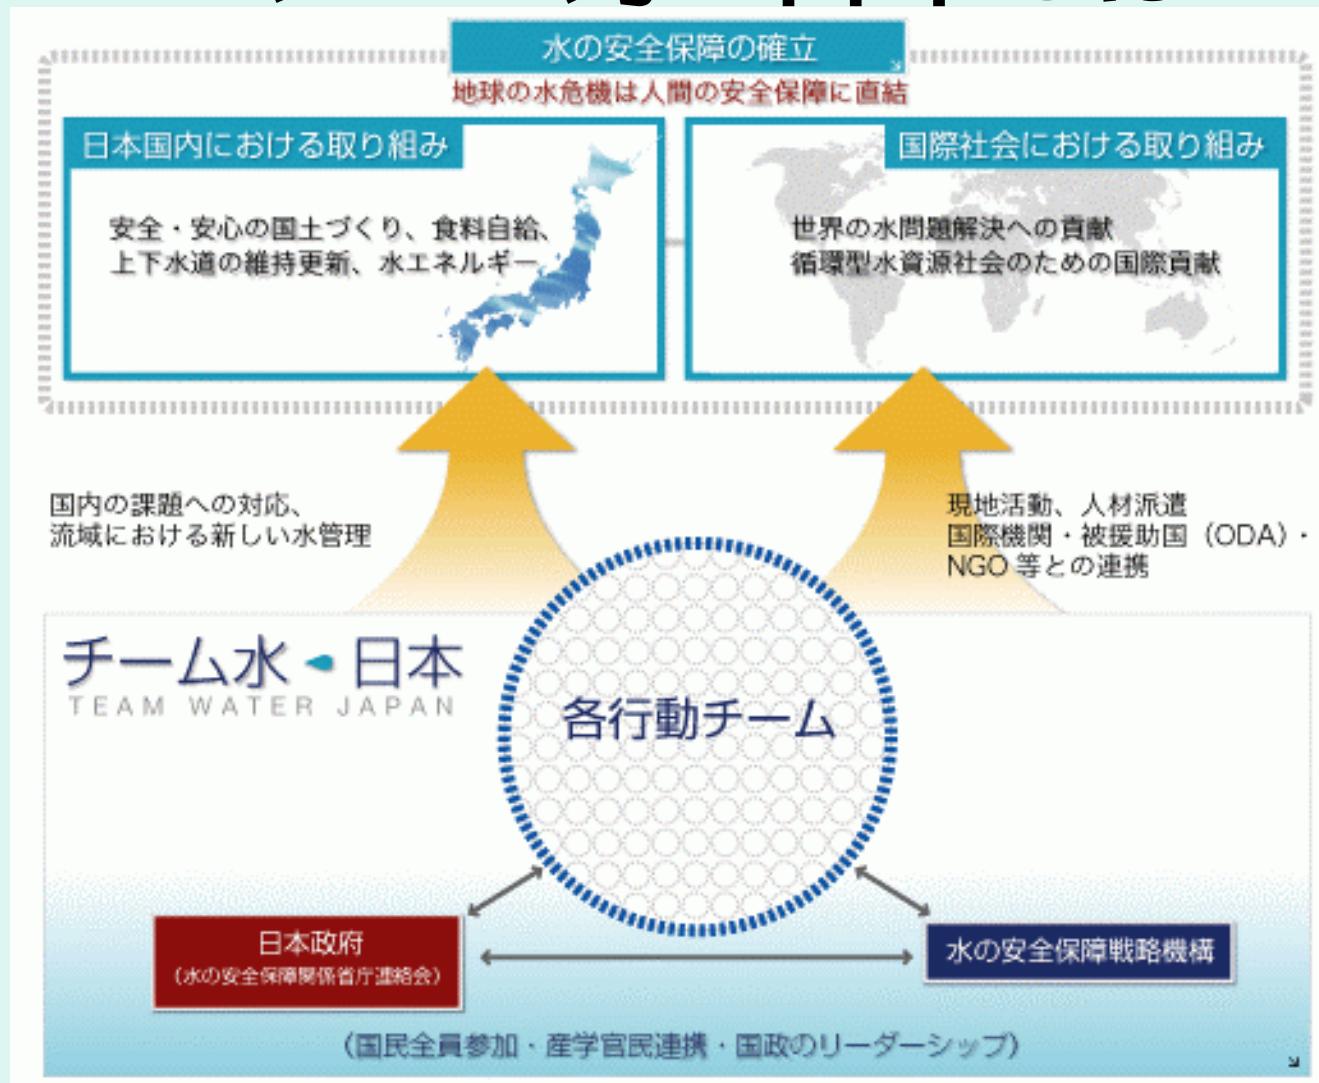 水の安全保障の確立
地球の水危機は人間の安全保障に直結
日本国内における取り組み
安全・安心の国土づくり、食料自給、
上下水道の維持更新、水エネルギー
国際社会における取り組み
世界の水問題解決への貢献
循環型水資源社会のための国際貢献
国内の課題への対応、
流域における新しい水管理
現地活動、人材派遣
国際機関・被援助国（ODA）・
NGO 等との連携
チーム水・日本
TEAM WATER JAPAN
各行動チーム
日本政府
（水の安全保障関係省庁連絡会）
水の安全保障戦略機構
（国民全員参加・産学官民連携・国政のリーダーシップ）